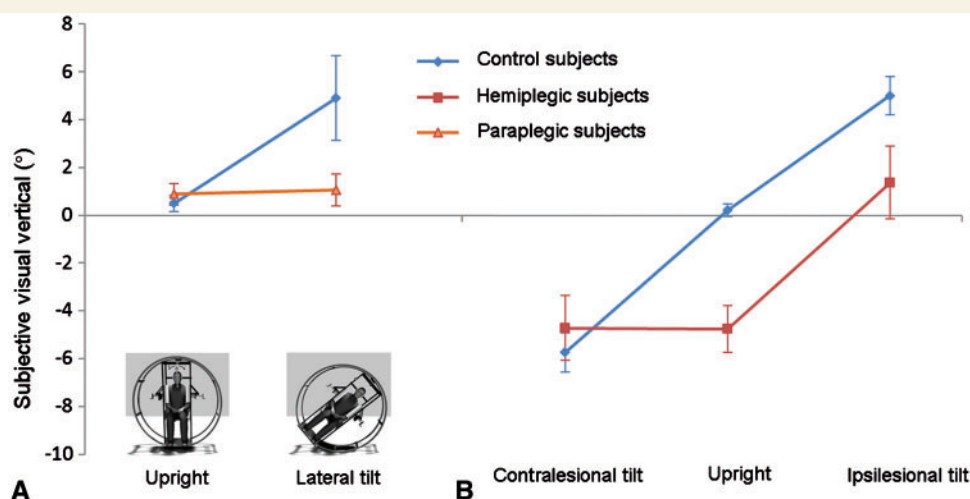 8
6
4
2
0
-2
-4
-6
-8
-10
Subjective visual vertical (°)
Control subjects
Hemiplegic subjects
Paraplegic subjects
Upright
Lateral tilt
Contralesional tilt
Upright
Ipsilesional tilt
A
B